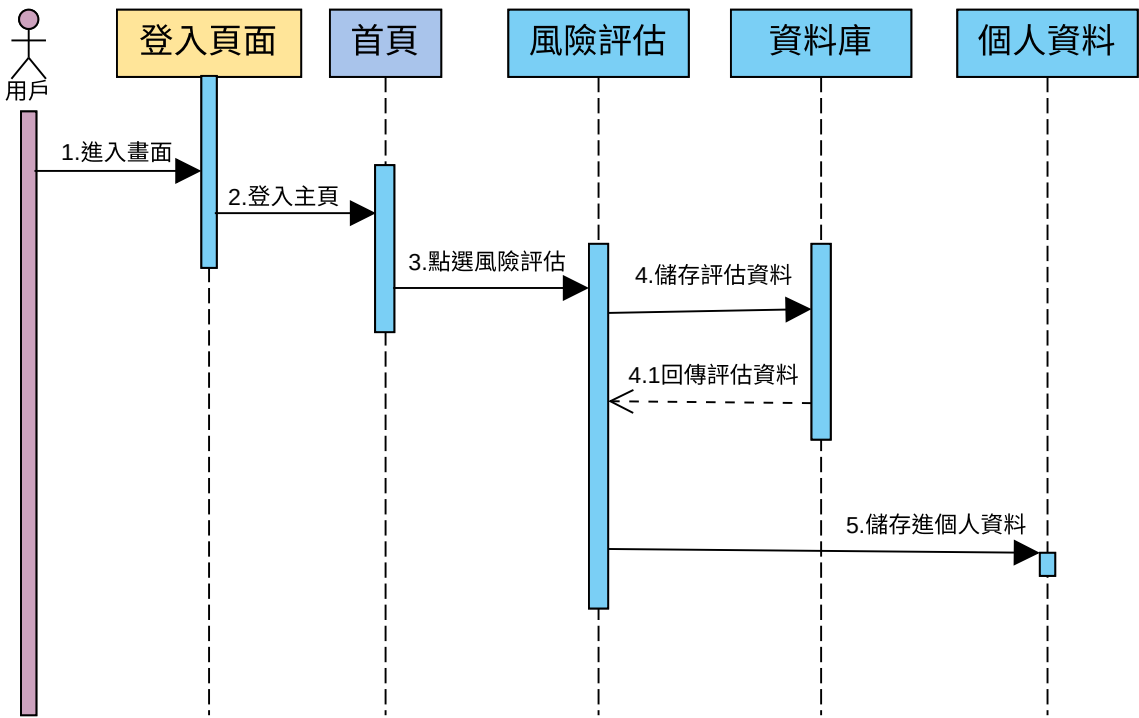 用戶
登入頁面
首頁
風險評估
資料庫
個人資料
1.進入畫面
2.登入主頁
3.點選風險評估
4.儲存評估資料
4.1回傳評估資料
5.儲存進個人資料